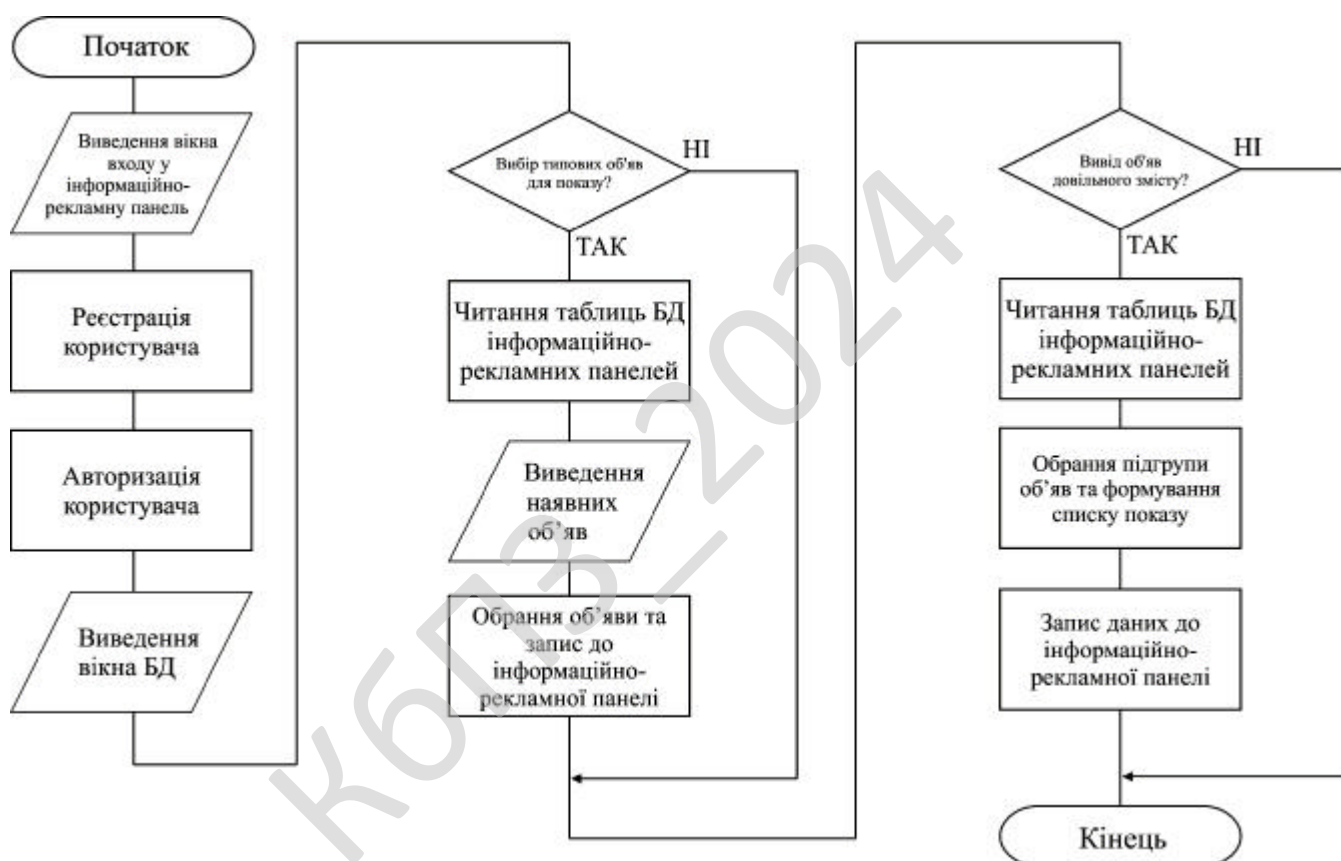 Початок
Виведення вікна
входу у
інформаційно-
рекламну панель
Реєстрація
користувача
Авторизація
користувача
Виведення
вікна БД
Вибір типових об'яв
для показу?
НІ
ТАК
Читання таблиць БД
інформаційно-
рекламних панелей
Виведення
наявних
об’яв
Обрання об’яви та
запис до
інформаційно-
рекламної панелі
Вивід об'яв
довільного змісту?
НІ
ТАК
Читання таблиць БД
інформаційно-
рекламних панелей
Обрання підгрупи
об’яв та формування
списку показу
Запис даних до
інформаційно-
рекламної панелі
Кінець
КбПЗ_2024